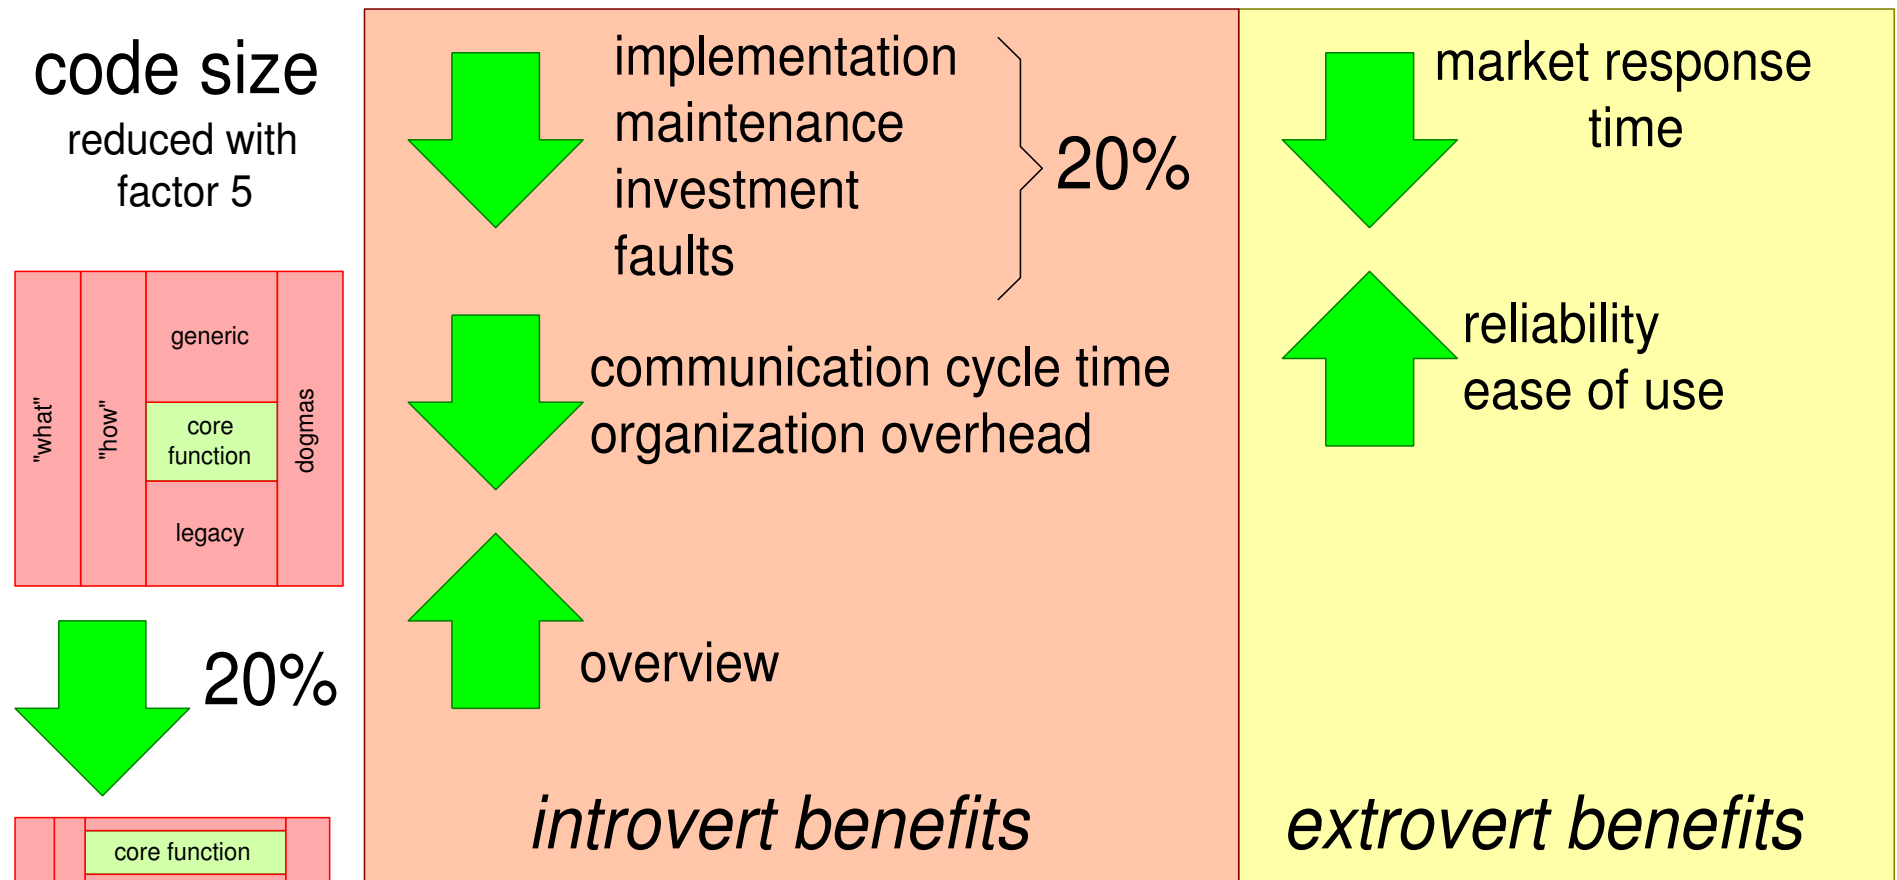 code size
reduced with
factor 5
"what"
"how"
generic
core
function
legacy
dogmas
20%
core function
implementation
maintenance
investment
faults
20%
communication cycle time
organization overhead
overview
introvert benefits
market response
time
reliability
ease of use
extrovert benefits